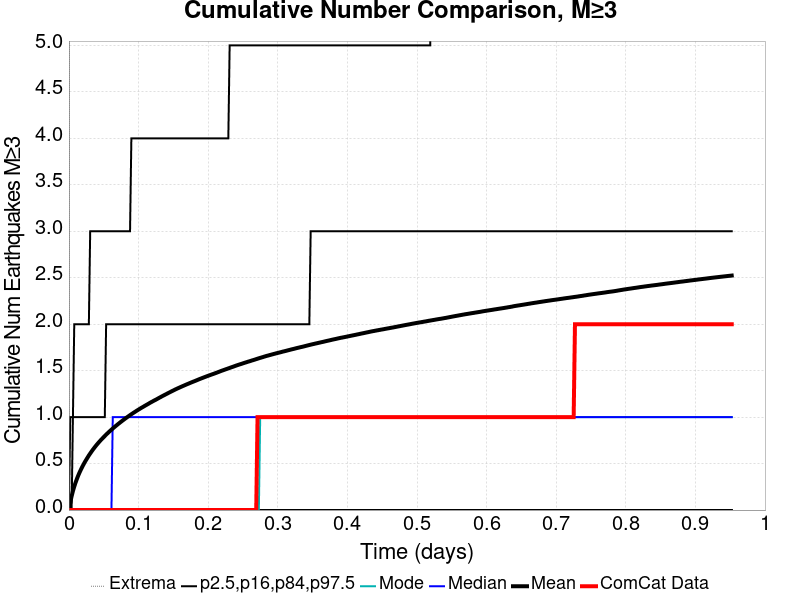 Cumulative Number Comparison, M≥3
Cumulative Num Earthquakes M≥3
5.0
4.5
4.0
3.5
3.0
2.5
2.0
1.5
1.0
0.5
0.0
0 0.1 0.2 0.3 0.4 0.5 0.6 0.7 0.8 0.9 1
Time (days)
Extrema p2.5,p16,p84,p97.5 Mode Median Mean ComCat Data